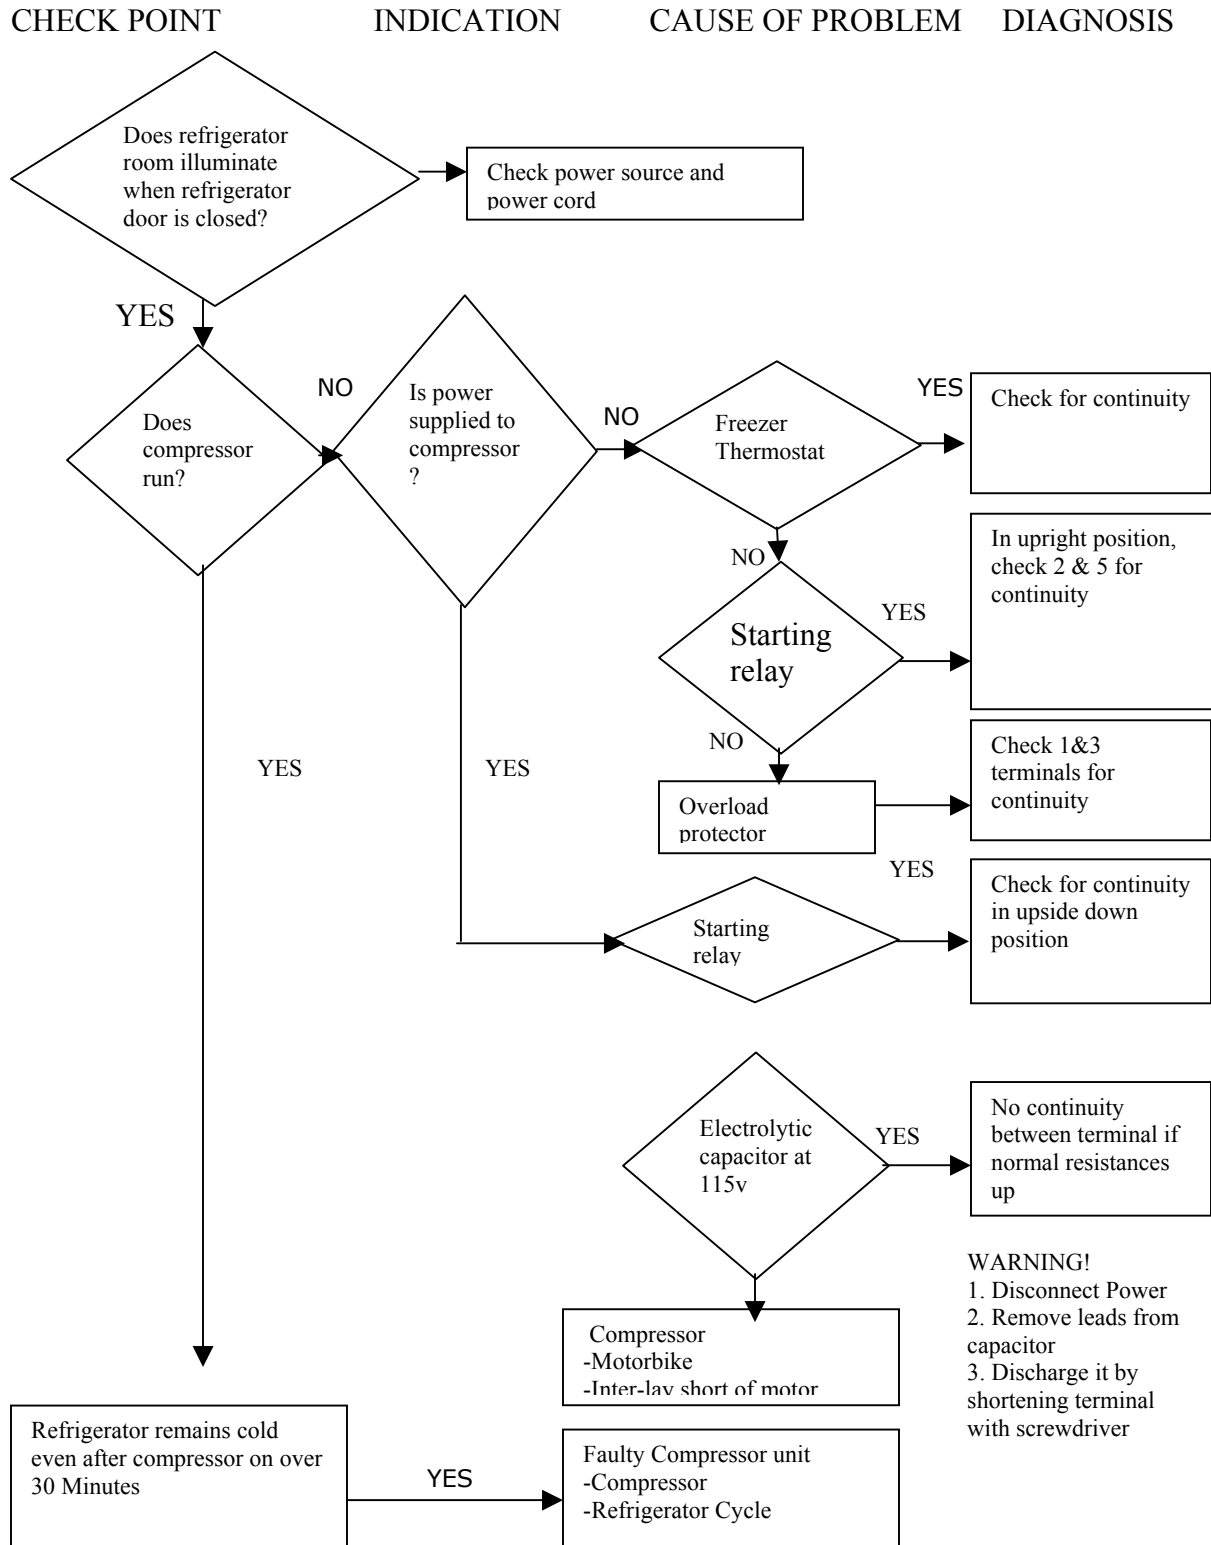 CHECK POINT INDICATION CAUSE OF PROBLEM DIAGNOSIS
Does refrigerator
room illuminate
when refrigerator
door is closed?
Check power source and
power cord
YES
Does
compressor
run?
NO
Is power
supplied to
compressor
?
NO
Freezer
Thermostat
YES
Check for continuity
NO
Starting
relay
YES
In upright position,
check 2 & 5 for
continuity
NO
Overload
protector
Check 1&3
terminals for
continuity
YES
YES
Starting
relay
YES
Check for continuity
in upside down
position
Electrolytic
capacitor at
115v
YES
No continuity
between terminal if
normal resistances
up
WARNING!
1. Disconnect Power
2. Remove leads from
capacitor
3. Discharge it by
shortening terminal
with screwdriver
Compressor
-Motorbike
-Inter-lay short of motor
Refrigerator remains cold
even after compressor on over
30 Minutes
YES
Faulty Compressor unit
-Compressor
-Refrigerator Cycle